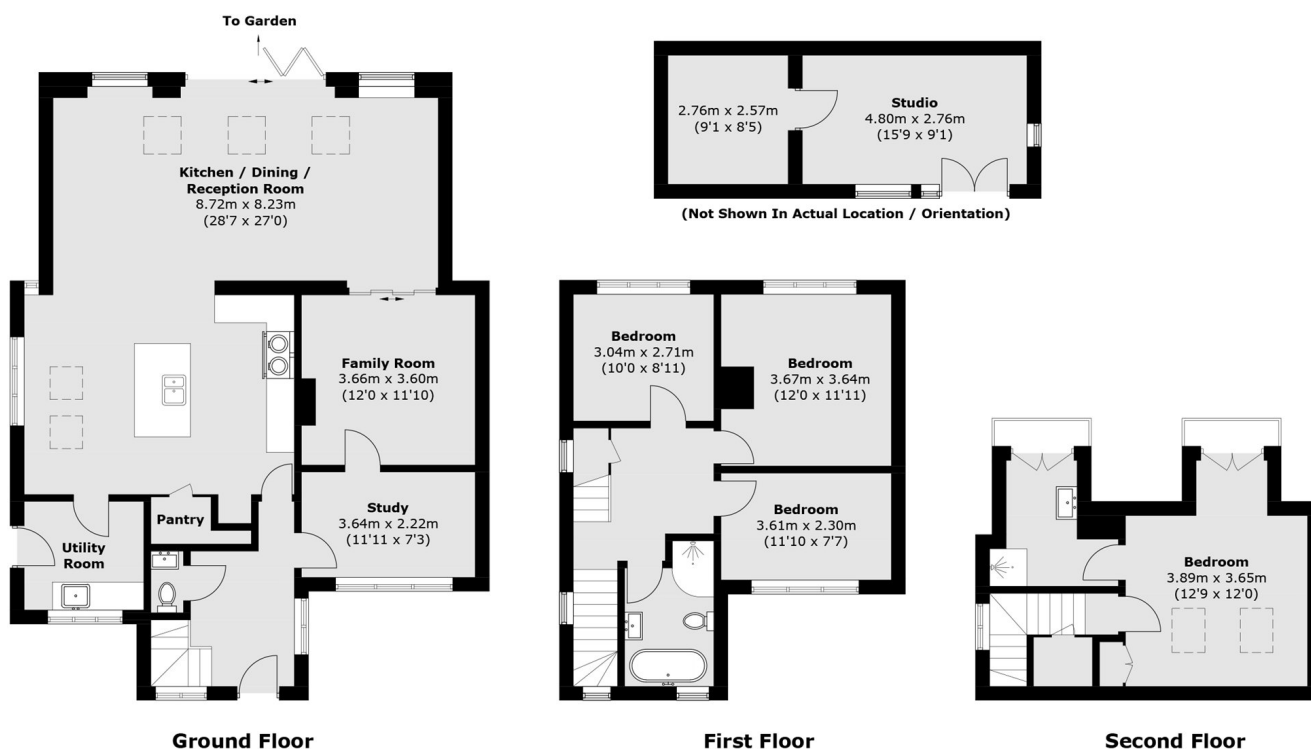 To Garden
Kitchen / Dining /
Reception Room
8.72m x 8.23m
(28'7 x 27'0)
Family Room
3.66m x 3.60m
(12'0 x 11'10)
Study
3.64m x 2.22m
(11'11 x 7'3)
Pantry
Utility
Room
Ground Floor
2.76m x 2.57m
(9'1 x 8'5)
Studio
4.80m x 2.76m
(15'9 x 9'1)
(Not Shown In Actual Location / Orientation)
Bedroom
3.04m x 2.71m
(10'0 x 8'11)
Bedroom
3.67m x 3.64m
(12'0 x 11'11)
Bedroom
3.61m x 2.30m
(11'10 x 7'7)
First Floor
Bedroom
3.89m x 3.65m
(12'9 x 12'0)
Second Floor